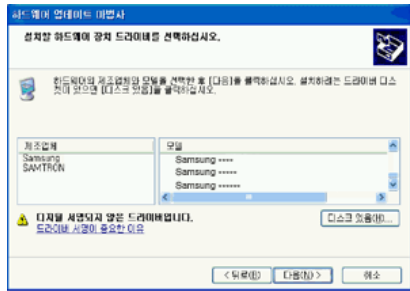 하드웨어 업데이트 마법사
설치할 하드웨어 장치 드라이버를 선택하십시오.
하드웨어의 제조업체와 모델을 선택한 후 [다음]를 클릭하십시오. 설치하려는 드라이버 디스
컷이 있으면 [디스크 있음]을 클릭하십시오.
제조업체
Samsung
SAMTRON
모델
Samsung ----
Samsung -----
Samsung ------
디지털 서명되지 않은 드라이버입니다.
드라이버 서명이 중요한 이유
디스크 있음(H)...
< 뒤로(B)
다음(N) >
취소